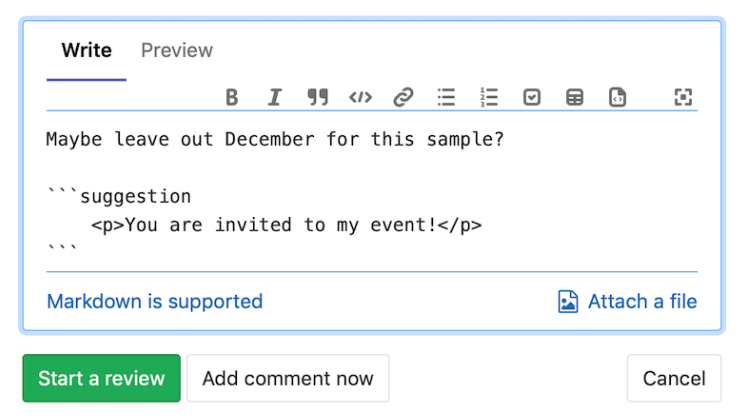 Write Preview
Maybe leave out December for this sample?
```suggestion
    <p>You are invited to my event!</p>
```
Markdown is supported Attach a file
Start a review Add comment now Cancel